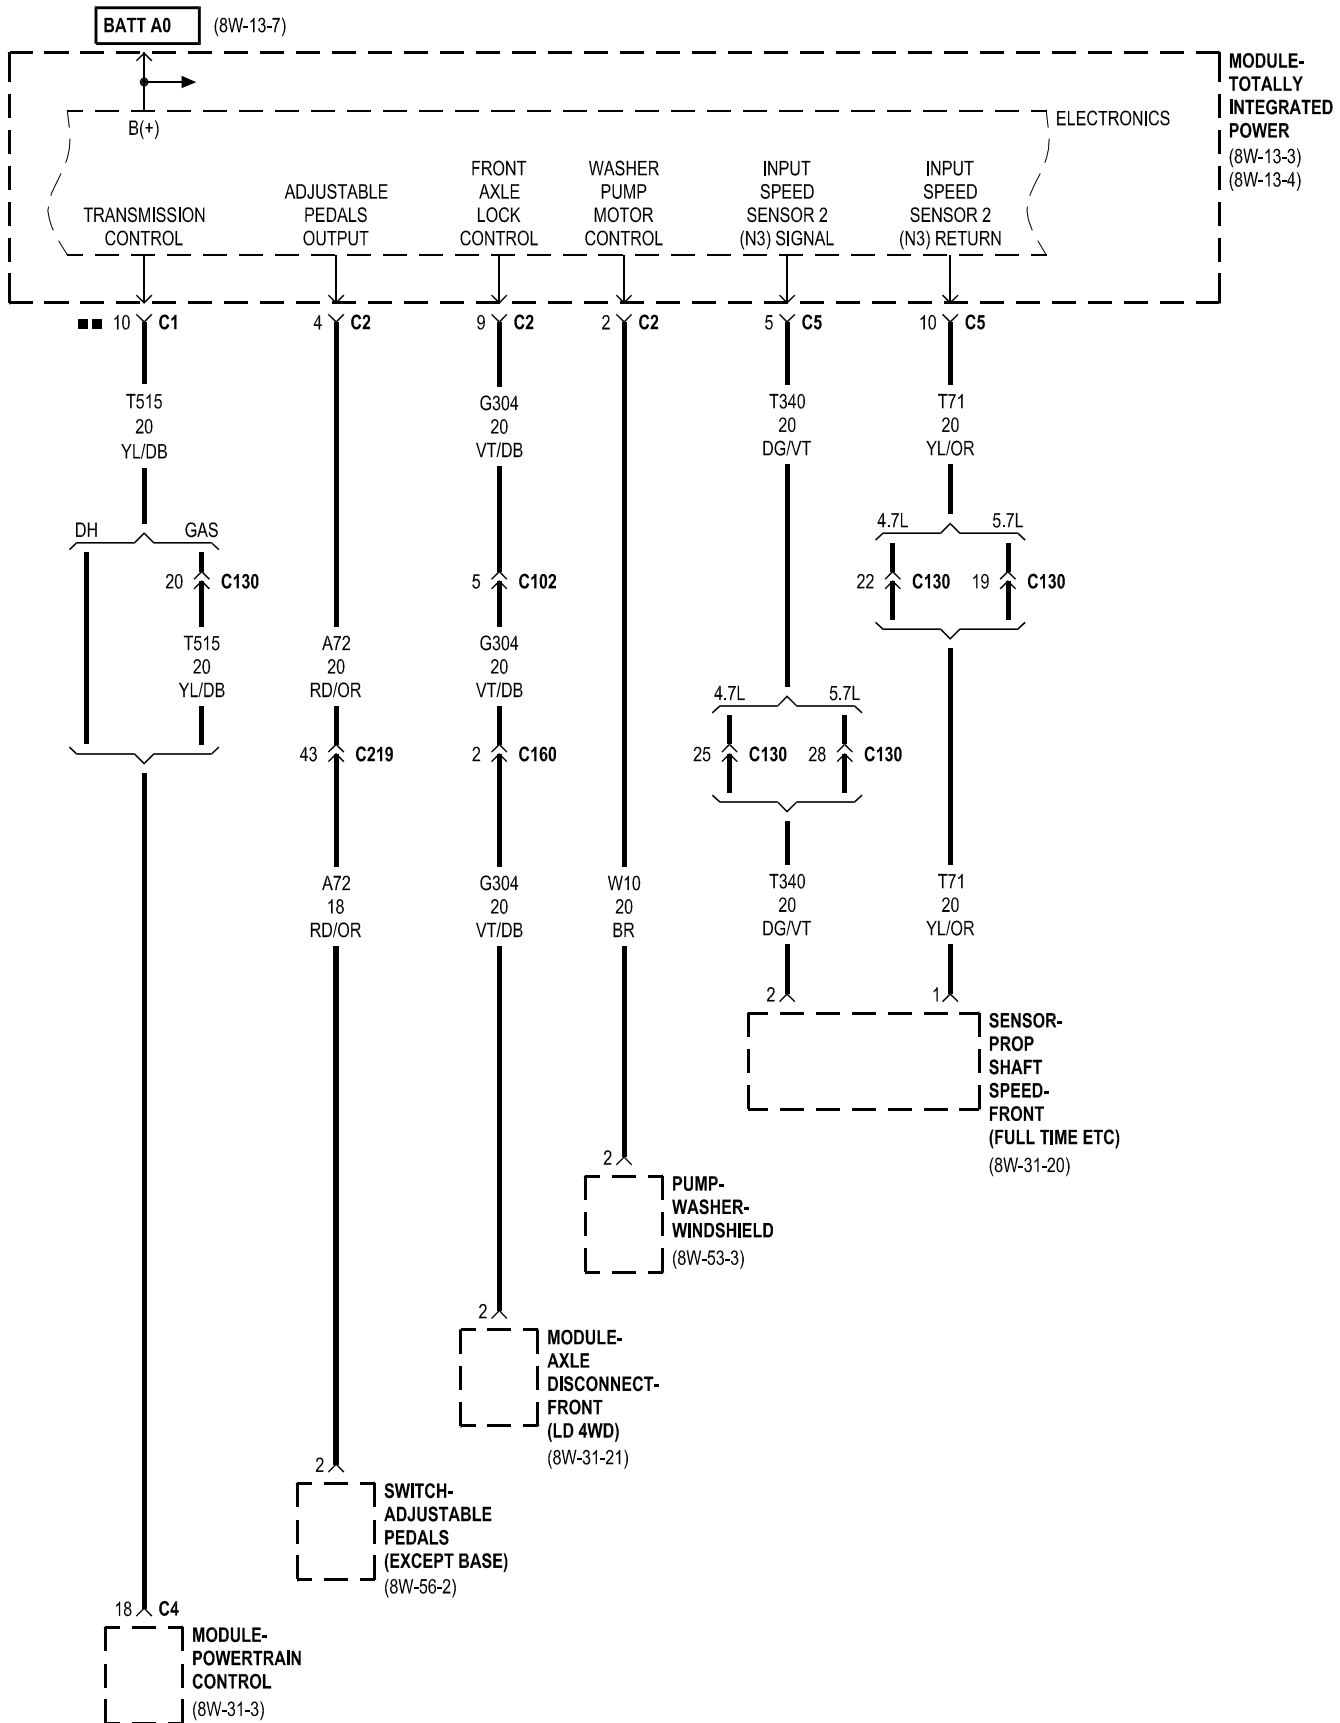 BATT A0 (8W-13-7)
MODULE-
TOTALLY
INTEGRATED
POWER
(8W-13-3)
(8W-13-4)
B(+)
ELECTRONICS
TRANSMISSION
CONTROL
ADJUSTABLE
PEDALS
OUTPUT
FRONT
AXLE
LOCK
CONTROL
WASHER
PUMP
MOTOR
CONTROL
INPUT
SPEED
SENSOR 2
(N3) SIGNAL
INPUT
SPEED
SENSOR 2
(N3) RETURN
10 C1
4 C2
9 C2
2 C2
5 C5
10 C5
T515
20
YL/DB
G304
20
VT/DB
T340
20
DG/VT
T71
20
YL/OR
DH GAS
4.7L 5.7L
20 C130
5 C102
22 C130
19 C130
T515
20
YL/DB
A72
20
RD/OR
G304
20
VT/DB
4.7L 5.7L
43 C219
2 C160
25 C130
28 C130
A72
18
RD/OR
G304
20
VT/DB
W10
20
BR
T340
20
DG/VT
T71
20
YL/OR
2
1
SENSOR-
PROP
SHAFT
SPEED-
FRONT
(FULL TIME ETC)
(8W-31-20)
2
PUMP-
WASHER-
WINDSHIELD
(8W-53-3)
2
MODULE-
AXLE
DISCONNECT-
FRONT
(LD 4WD)
(8W-31-21)
2
SWITCH-
ADJUSTABLE
PEDALS
(EXCEPT BASE)
(8W-56-2)
18 C4
MODULE-
POWERTRAIN
CONTROL
(8W-31-3)